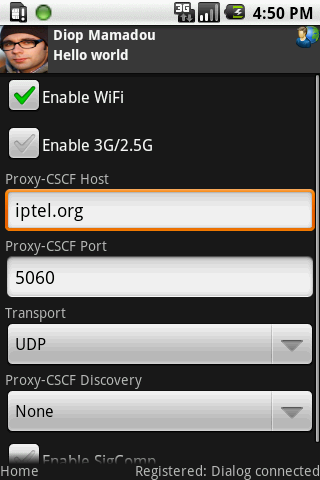 3G
4:50 PM
Diop Mamadou
Hello world
Enable WiFi
Enable 3G/2.5G
Proxy-CSCF Host
iptel.org
Proxy-CSCF Port
5060
Transport
UDP
Proxy-CSCF Discovery
None
Enable SigComp
Home
Registered: Dialog connected